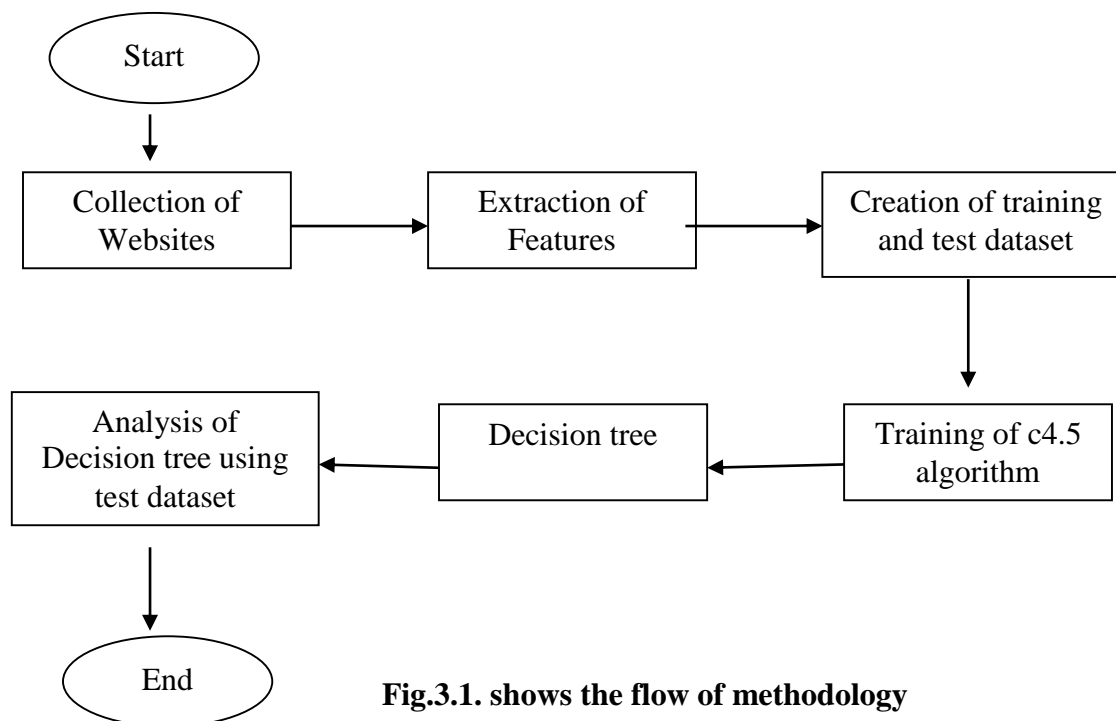 Start
Collection of
Websites
Extraction of
Features
Creation of training
and test dataset
Training of c4.5
algorithm
Decision tree
Analysis of
Decision tree using
test dataset
End
Fig.3.1. shows the flow of methodology